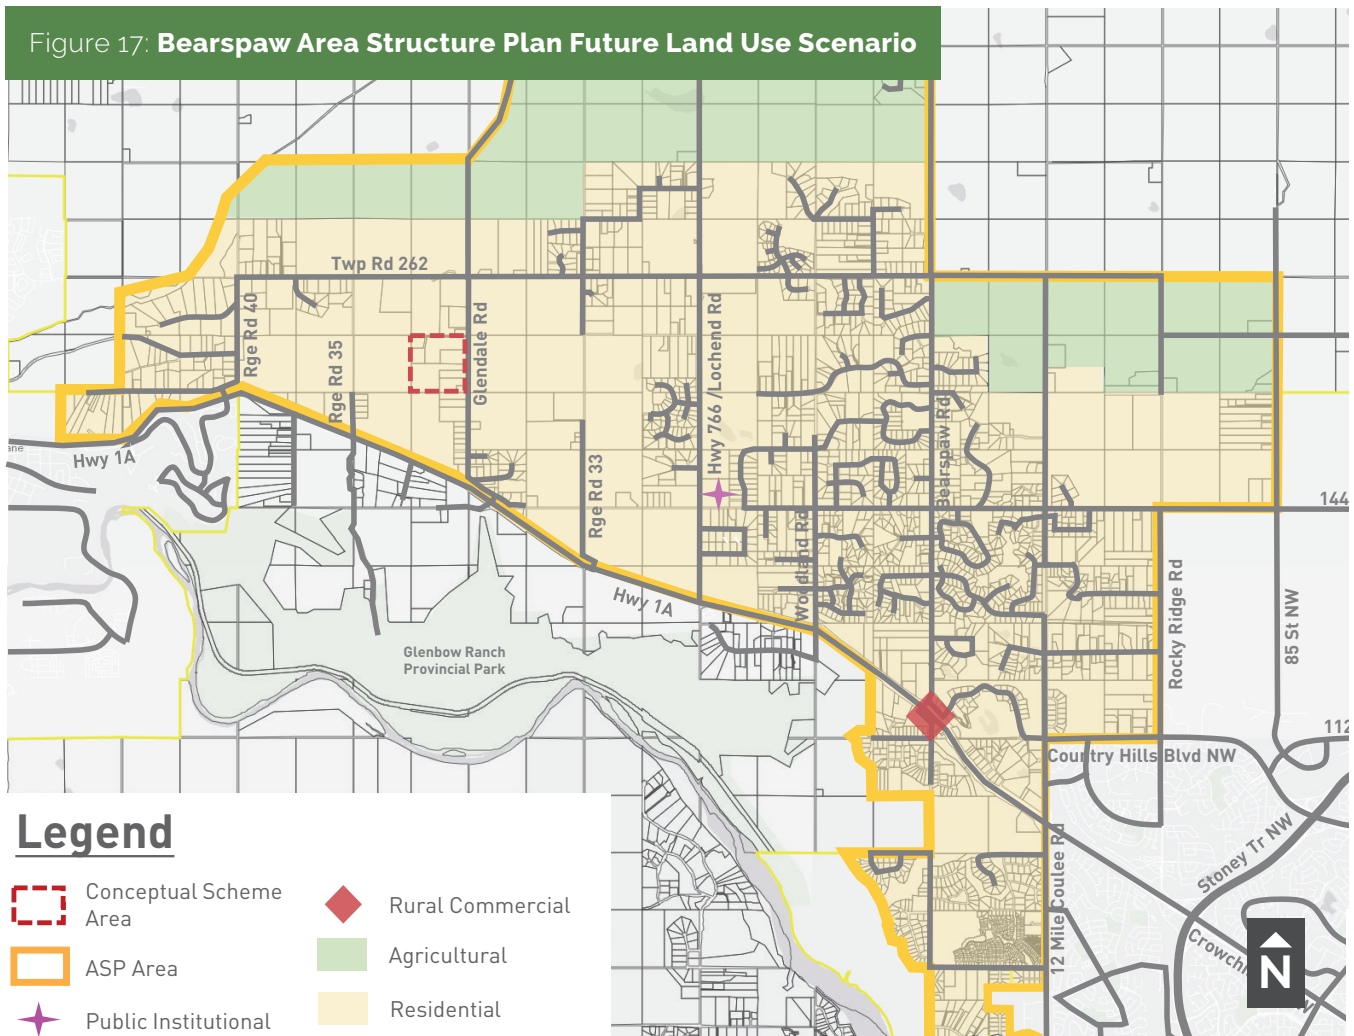 Figure 17: Bearspaw Area Structure Plan Future Land Use Scenario
Twp Rd 262
Rge Rd 40
Rge Rd 35
Glendale Rd
Hwy 766 /Lochend Rd
Bearspaw Rd
Hwy 1A
Rge Rd 33
Woodland Rd
144
Hwy 1A
Rocky Ridge Rd
85 St NW
Glenbow Ranch
Provincial Park
112
Country Hills Blvd NW
12 Mile Coulee Rd
Stoney Tr NW
N
Legend
Conceptual Scheme
Area
ASP Area
Public Institutional
Rural Commercial
Agricultural
Residential